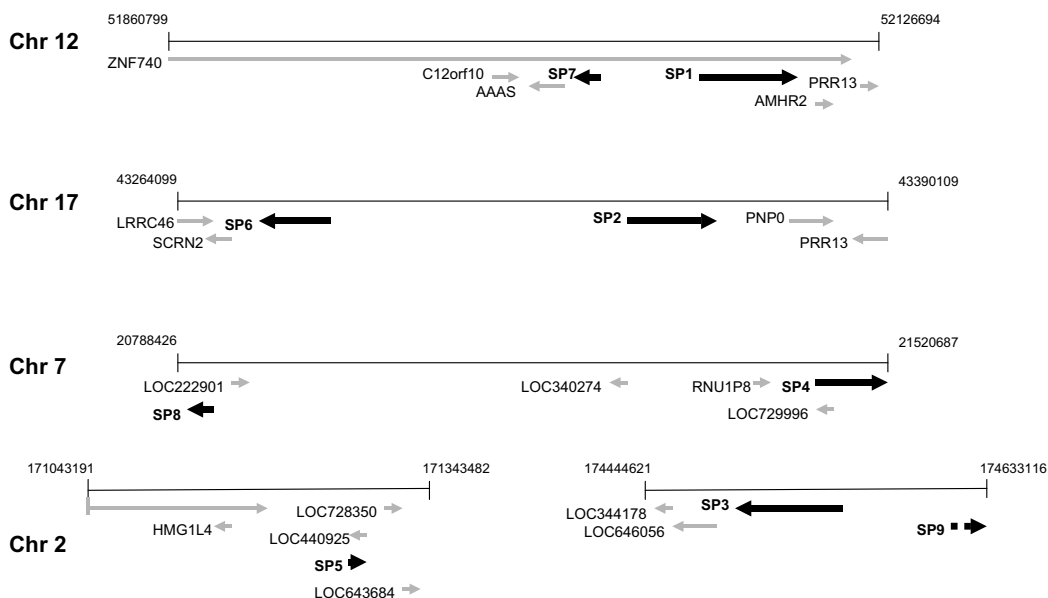 51860799 52126694
Chr 12
ZNF740
C12orf10 SP7 SP1 PRR13
AAAS AMHR2
43264099 43390109
Chr 17
LRRC46 SP6 SP2 PNP0
SCRN2 PRR13
20788426 21520687
Chr 7
LOC222901 LOC340274 RNU1P8 SP4
SP8 LOC729996
171043191 171343482 174444621 174633116
LOC728350 LOC344178 SP3
HMG1L4 LOC646056 SP9
Chr 2 LOC440925
SP5
LOC643684